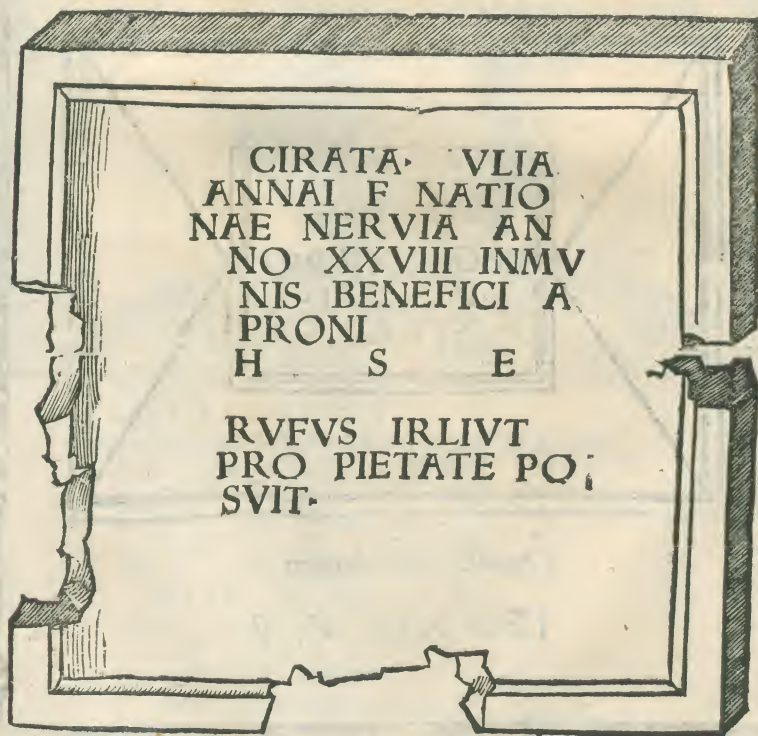 CIRATA· VLIA
ANNAI F NATIO
NAE NERVIA AN
NO XXVIII INMV
NIS BENEFICI A
PRONI
H S E
RVFVS IRLIVT
PRO PIETATE PO
SVIT·